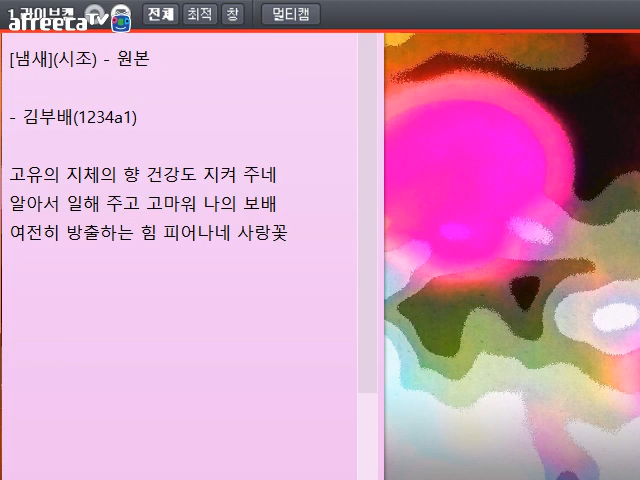 afreecaTV
전체 최적 창 멀티캠
[냄새](시조) - 원본
- 김부배(1234a1)
고유의 지체의 향 건강도 지켜 주네
알아서 일해 주고 고마워 나의 보배
여전히 방출하는 힘 피어나네 사랑꽃